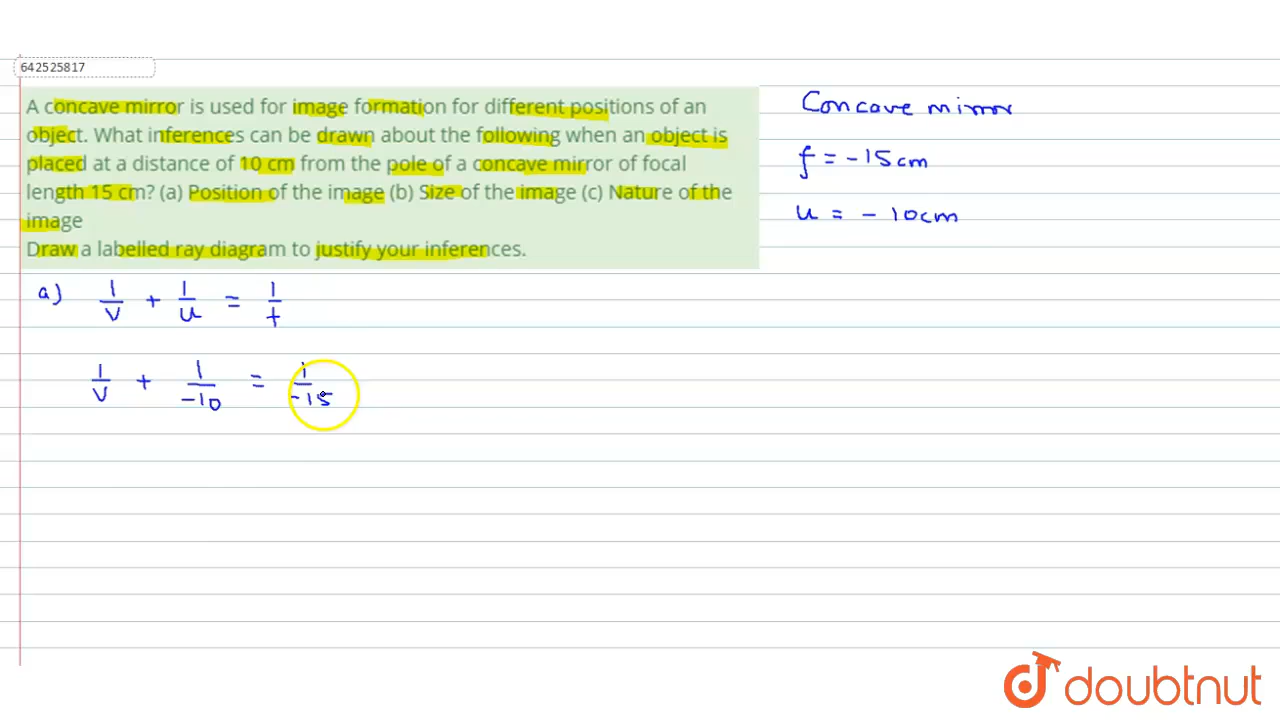 642525817
A concave mirror is used for image formation for different positions of an
object. What inferences can be drawn about the following when an object is
placed at a distance of 10 cm from the pole of a concave mirror of focal
length 15 cm? (a) Position of the image (b) Size of the image (c) Nature of the
image
Draw a labelled ray diagram to justify your inferences.
Concave mirror
f = -15 cm
u = - 10 cm
a) 1/v + 1/u = 1/f
1/v + 1/-10 = 1/-15
doubtnut